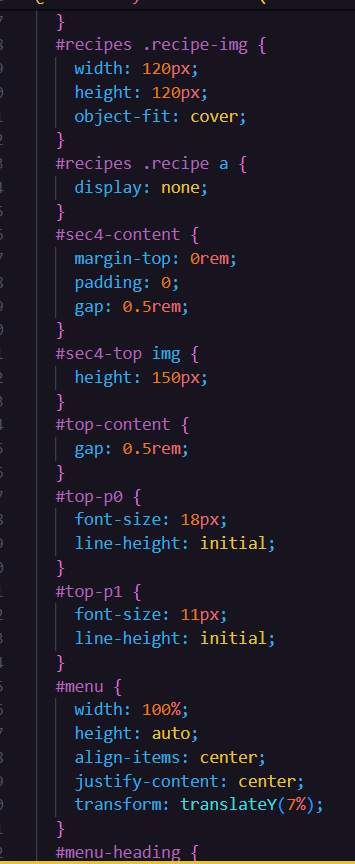 }
#recipes .recipe-img {
width: 120px;
height: 120px;
object-fit: cover;
}
#recipes .recipe a {
display: none;
}
#sec4-content {
margin-top: 0rem;
padding: 0;
gap: 0.5rem;
}
#sec4-top img {
height: 150px;
}
#top-content {
gap: 0.5rem;
}
#top-p0 {
font-size: 18px;
line-height: initial;
}
#top-p1 {
font-size: 11px;
line-height: initial;
}
#menu {
width: 100%;
height: auto;
align-items: center;
justify-content: center;
transform: translateY(7%);
}
#menu-heading {